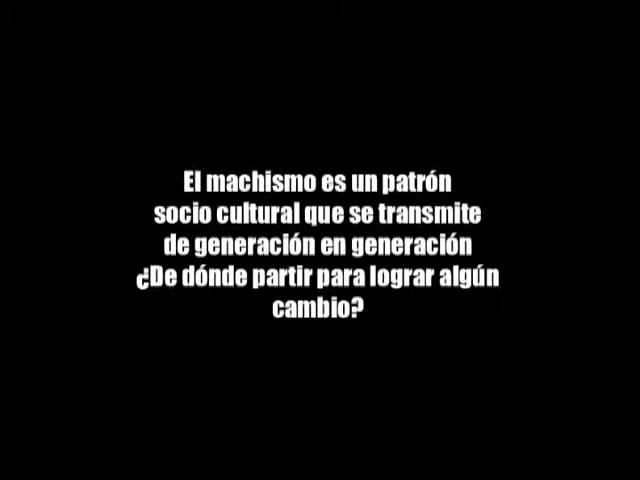 El machismo es un patrón
socio cultural que se transmite
de generación en generación
¿De dónde partir para lograr algún
cambio?